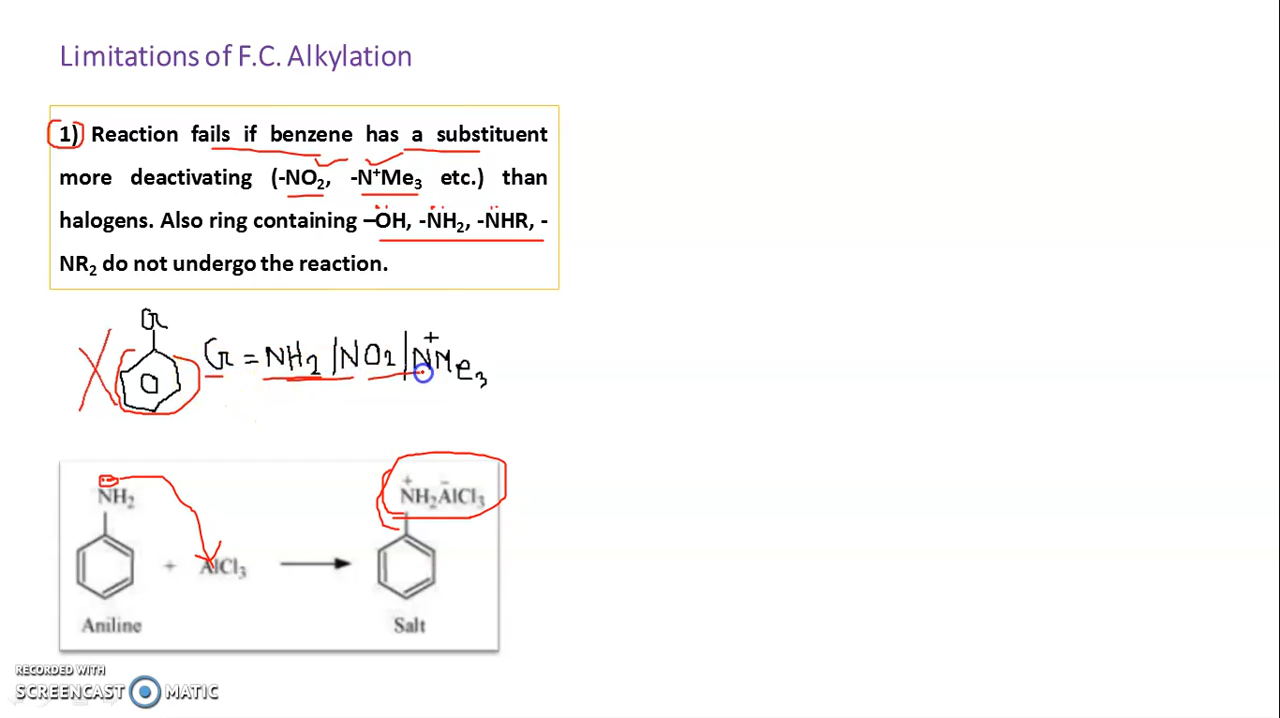 Limitations of F.C. Alkylation
1) Reaction fails if benzene has a substituent
more deactivating (-NO₂, -N⁺Me₃ etc.) than
halogens. Also ring containing –OH, -NH₂, -NHR, -
NR₂ do not undergo the reaction.
G
G = NH₂ / NO₂ / N⁺Me₃
NH₂
+ AlCl₃
Aniline
N⁺H₂A⁻lCl₃
Salt
RECORDED WITH
SCREENCAST MATIC